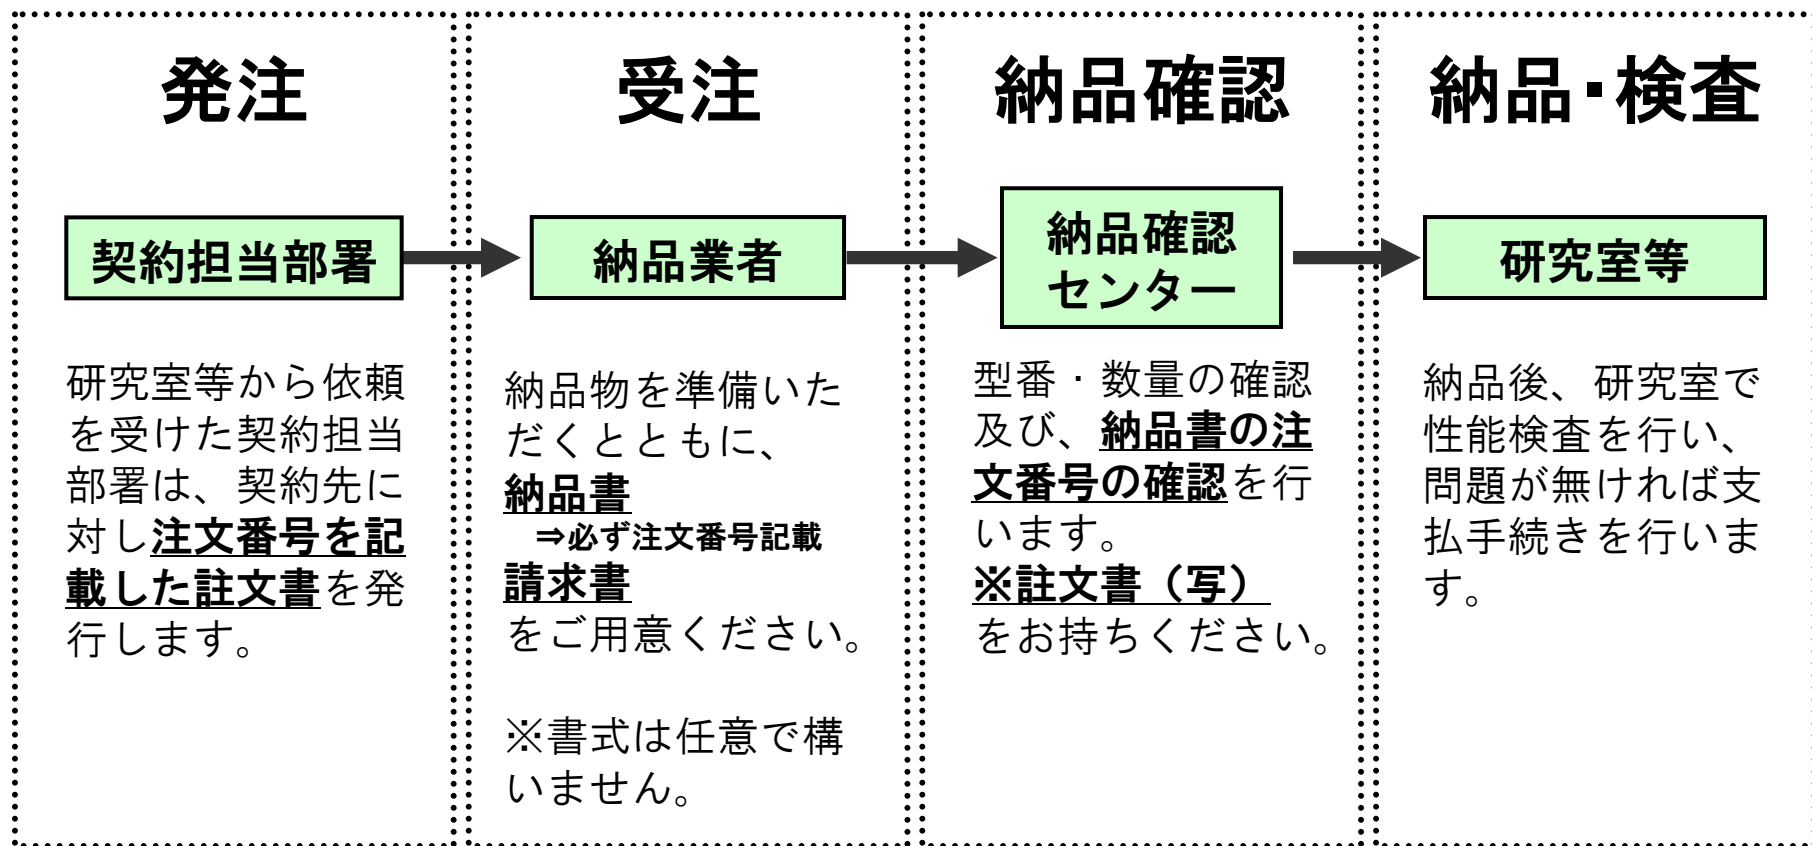 発注
契約担当部署
研究室等から依頼
を受けた契約担当
部署は、契約先に
対し注文番号を記
載した註文書を発
行します。
受注
納品業者
納品物を準備いた
だくとともに、
納品書
⇒必ず注文番号記載
請求書
をご用意ください。
※書式は任意で構
いません。
納品確認
納品確認
センター
型番・数量の確認
及び、納品書の注
文番号の確認を行
います。
※註文書（写）
をお持ちください。
納品・検査
研究室等
納品後、研究室で
性能検査を行い、
問題が無ければ支
払手続きを行いま
す。